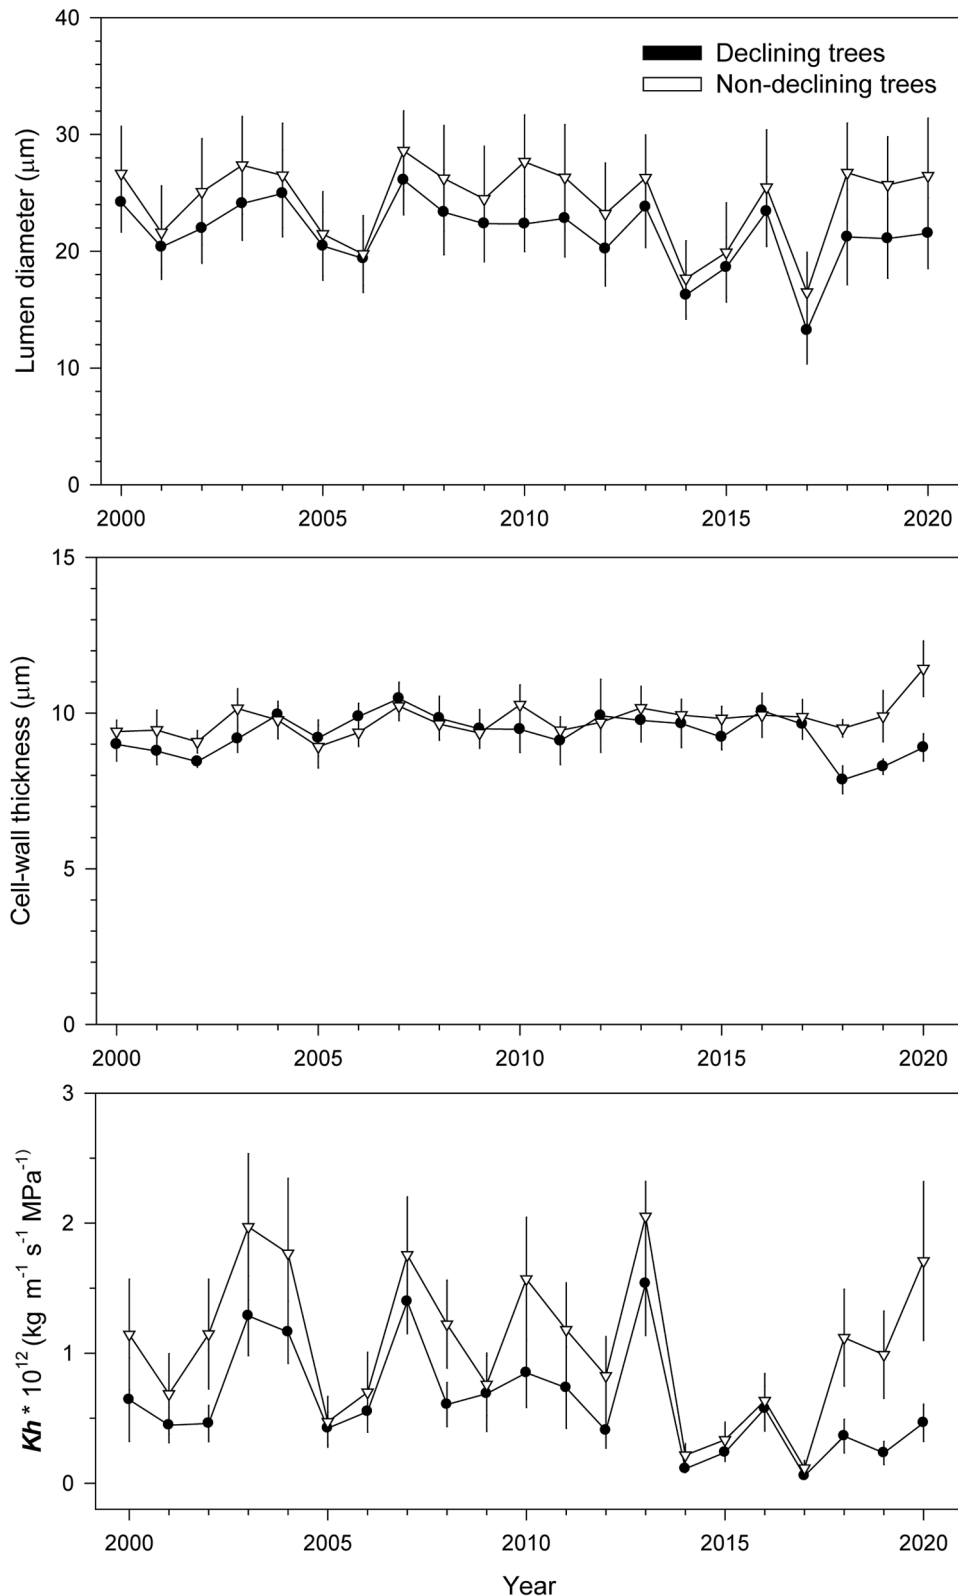 40
30
20
10
0
Lumen diameter (μm)
Declining trees
Non-declining trees
2000 2005 2010 2015 2020
15
10
5
0
Cell-wall thickness (μm)
2000 2005 2010 2015 2020
3
2
1
0
Kh * 10¹² (kg m⁻¹ s⁻¹ MPa⁻¹)
2000 2005 2010 2015 2020
Year